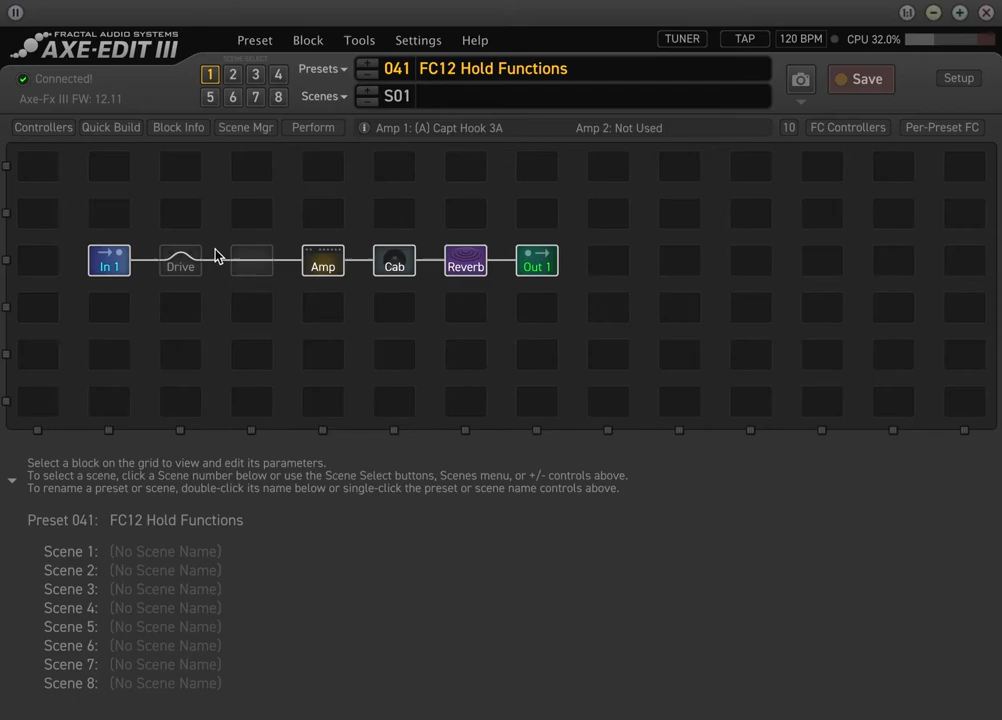 1:1
FRACTAL AUDIO SYSTEMS
AXE-EDIT III
Preset Block Tools Settings Help
TUNER TAP 120 BPM CPU 32.0%
SCENE SELECT
Connected!
Axe-Fx III FW: 12.11
1 2 3 4
5 6 7 8
Presets
041 FC12 Hold Functions
Scenes
S01
Save
Setup
Controllers Quick Build Block Info Scene Mgr Perform
Amp 1: (A) Capt Hook 3A Amp 2: Not Used
10 FC Controllers Per-Preset FC
In 1 Drive Amp Cab Reverb Out 1
Select a block on the grid to view and edit its parameters.
To select a scene, click a Scene number below or use the Scene Select buttons, Scenes menu, or +/- controls above.
To rename a preset or scene, double-click its name below or single-click the preset or scene name controls above.
Preset 041: FC12 Hold Functions
Scene 1: (No Scene Name)
Scene 2: (No Scene Name)
Scene 3: (No Scene Name)
Scene 4: (No Scene Name)
Scene 5: (No Scene Name)
Scene 6: (No Scene Name)
Scene 7: (No Scene Name)
Scene 8: (No Scene Name)